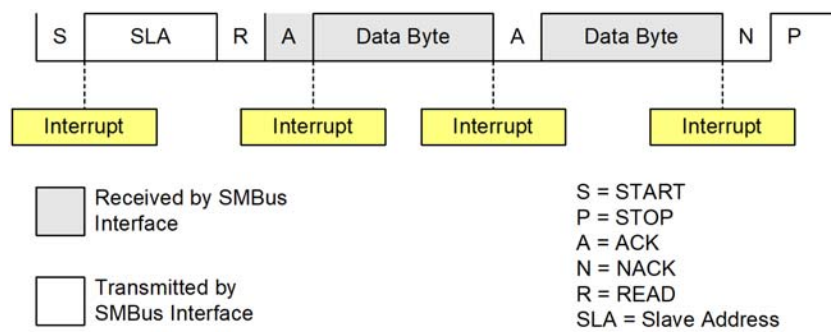 S SLA R A Data Byte A Data Byte N P
Interrupt Interrupt Interrupt Interrupt
Received by SMBus
Interface
Transmitted by
SMBus Interface
S = START
P = STOP
A = ACK
N = NACK
R = READ
SLA = Slave Address